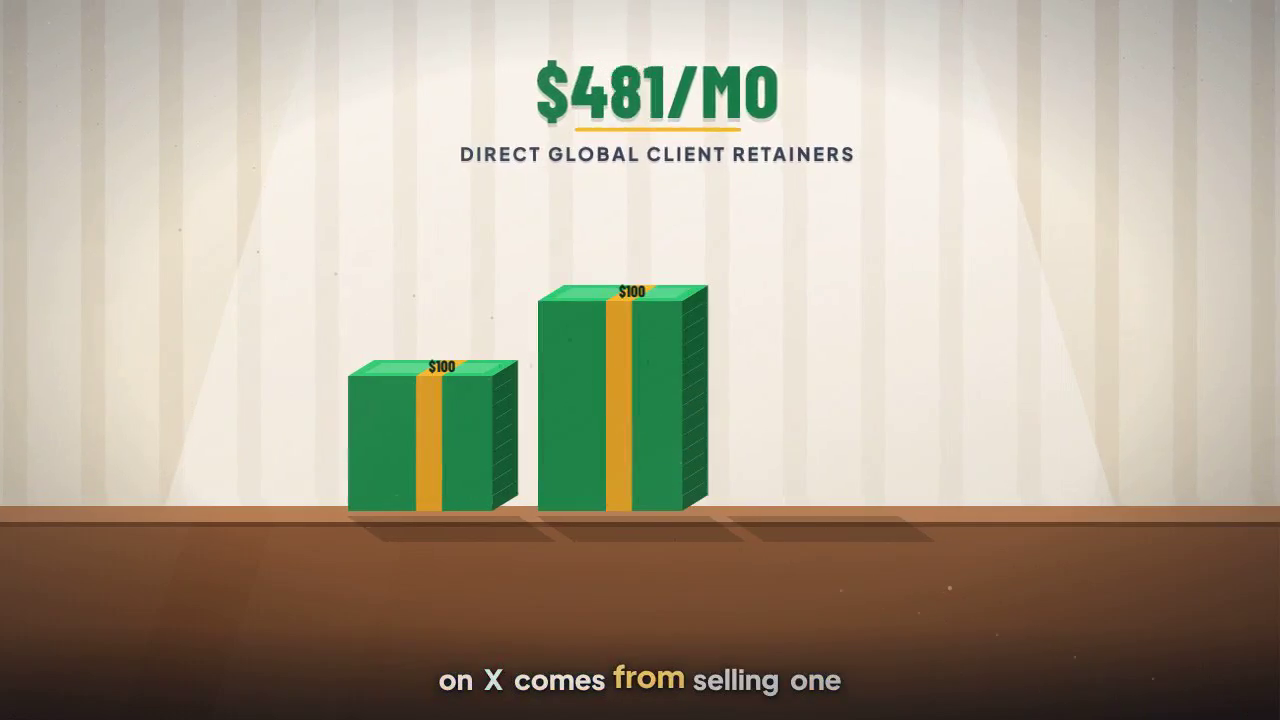 $481/MO
DIRECT GLOBAL CLIENT RETAINERS
$100
$100
on X comes from selling one